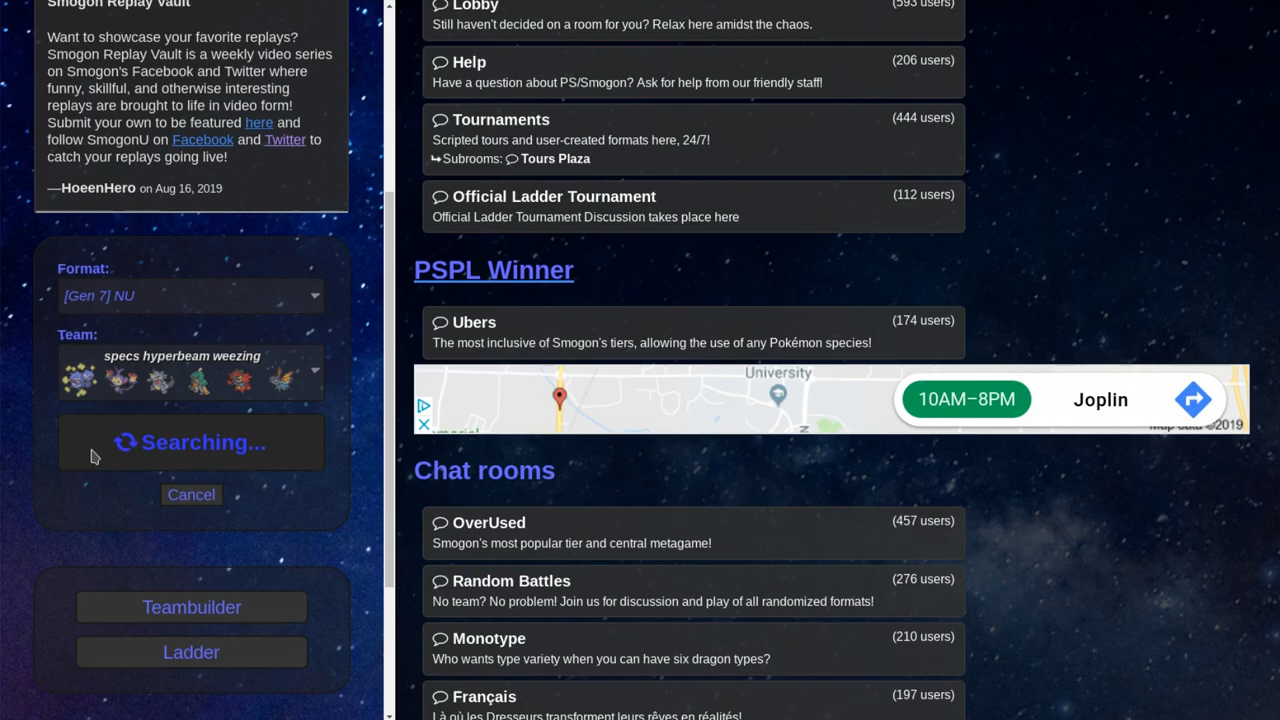 Smogon Replay Vault
Want to showcase your favorite replays?
Smogon Replay Vault is a weekly video series
on Smogon's Facebook and Twitter where
funny, skillful, and otherwise interesting
replays are brought to life in video form!
Submit your own to be featured here and
follow SmogonU on Facebook and Twitter to
catch your replays going live!
—HoeenHero on Aug 16, 2019
Format:
[Gen 7] NU
Team:
specs hyperbeam weezing
Searching...
Cancel
Teambuilder
Ladder
Lobby (593 users)
Still haven't decided on a room for you? Relax here amidst the chaos.
Help (206 users)
Have a question about PS/Smogon? Ask for help from our friendly staff!
Tournaments (444 users)
Scripted tours and user-created formats here, 24/7!
Subrooms: Tours Plaza
Official Ladder Tournament (112 users)
Official Ladder Tournament Discussion takes place here
PSPL Winner
Ubers (174 users)
The most inclusive of Smogon's tiers, allowing the use of any Pokémon species!
University
10AM–8PM Joplin
©2019
Chat rooms
OverUsed (457 users)
Smogon's most popular tier and central metagame!
Random Battles (276 users)
No team? No problem! Join us for discussion and play of all randomized formats!
Monotype (210 users)
Who wants type variety when you can have six dragon types?
Français (197 users)
Là où les Dresseurs transforment leurs rêves en réalités!